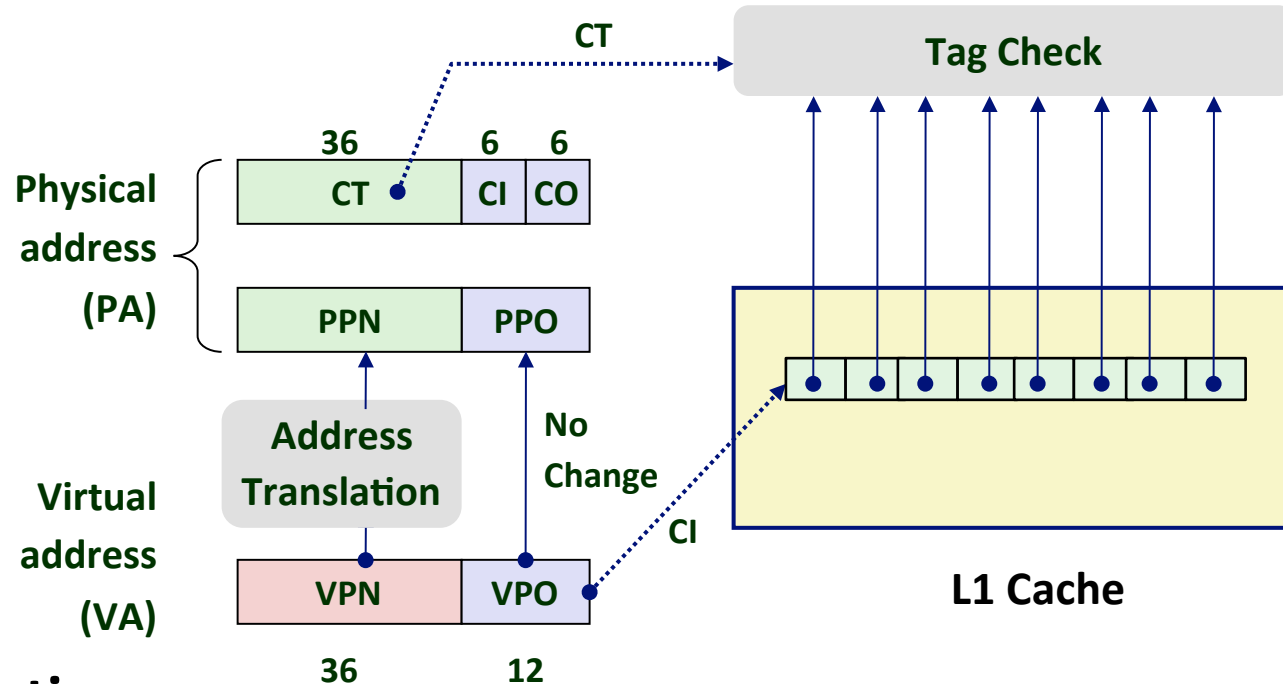 CT
Tag Check
36 6 6
Physical
address
(PA)
CT CI CO
PPN PPO
Address
Translation
No
Change
CI
Virtual
address
(VA)
VPN VPO
L1 Cache
36 12